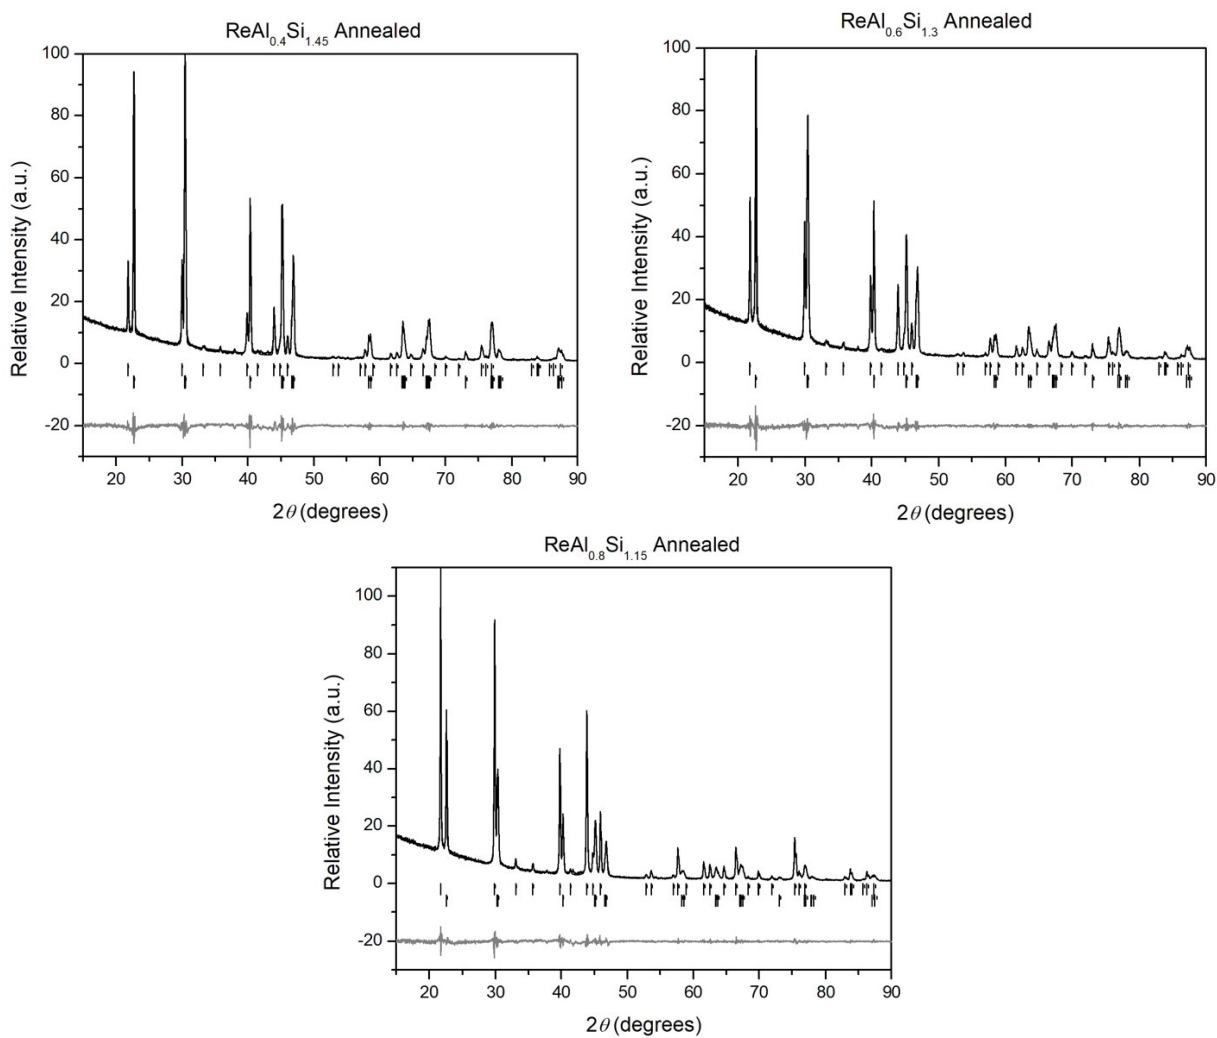 ReAl0.4Si1.45 Annealed
Relative Intensity (a.u.)
100
80
60
40
20
0
-20
20 30 40 50 60 70 80 90
2θ (degrees)
ReAl0.6Si1.3 Annealed
Relative Intensity (a.u.)
100
80
60
40
20
0
-20
20 30 40 50 60 70 80 90
2θ (degrees)
ReAl0.8Si1.15 Annealed
Relative Intensity (a.u.)
100
80
60
40
20
0
-20
20 30 40 50 60 70 80 90
2θ (degrees)